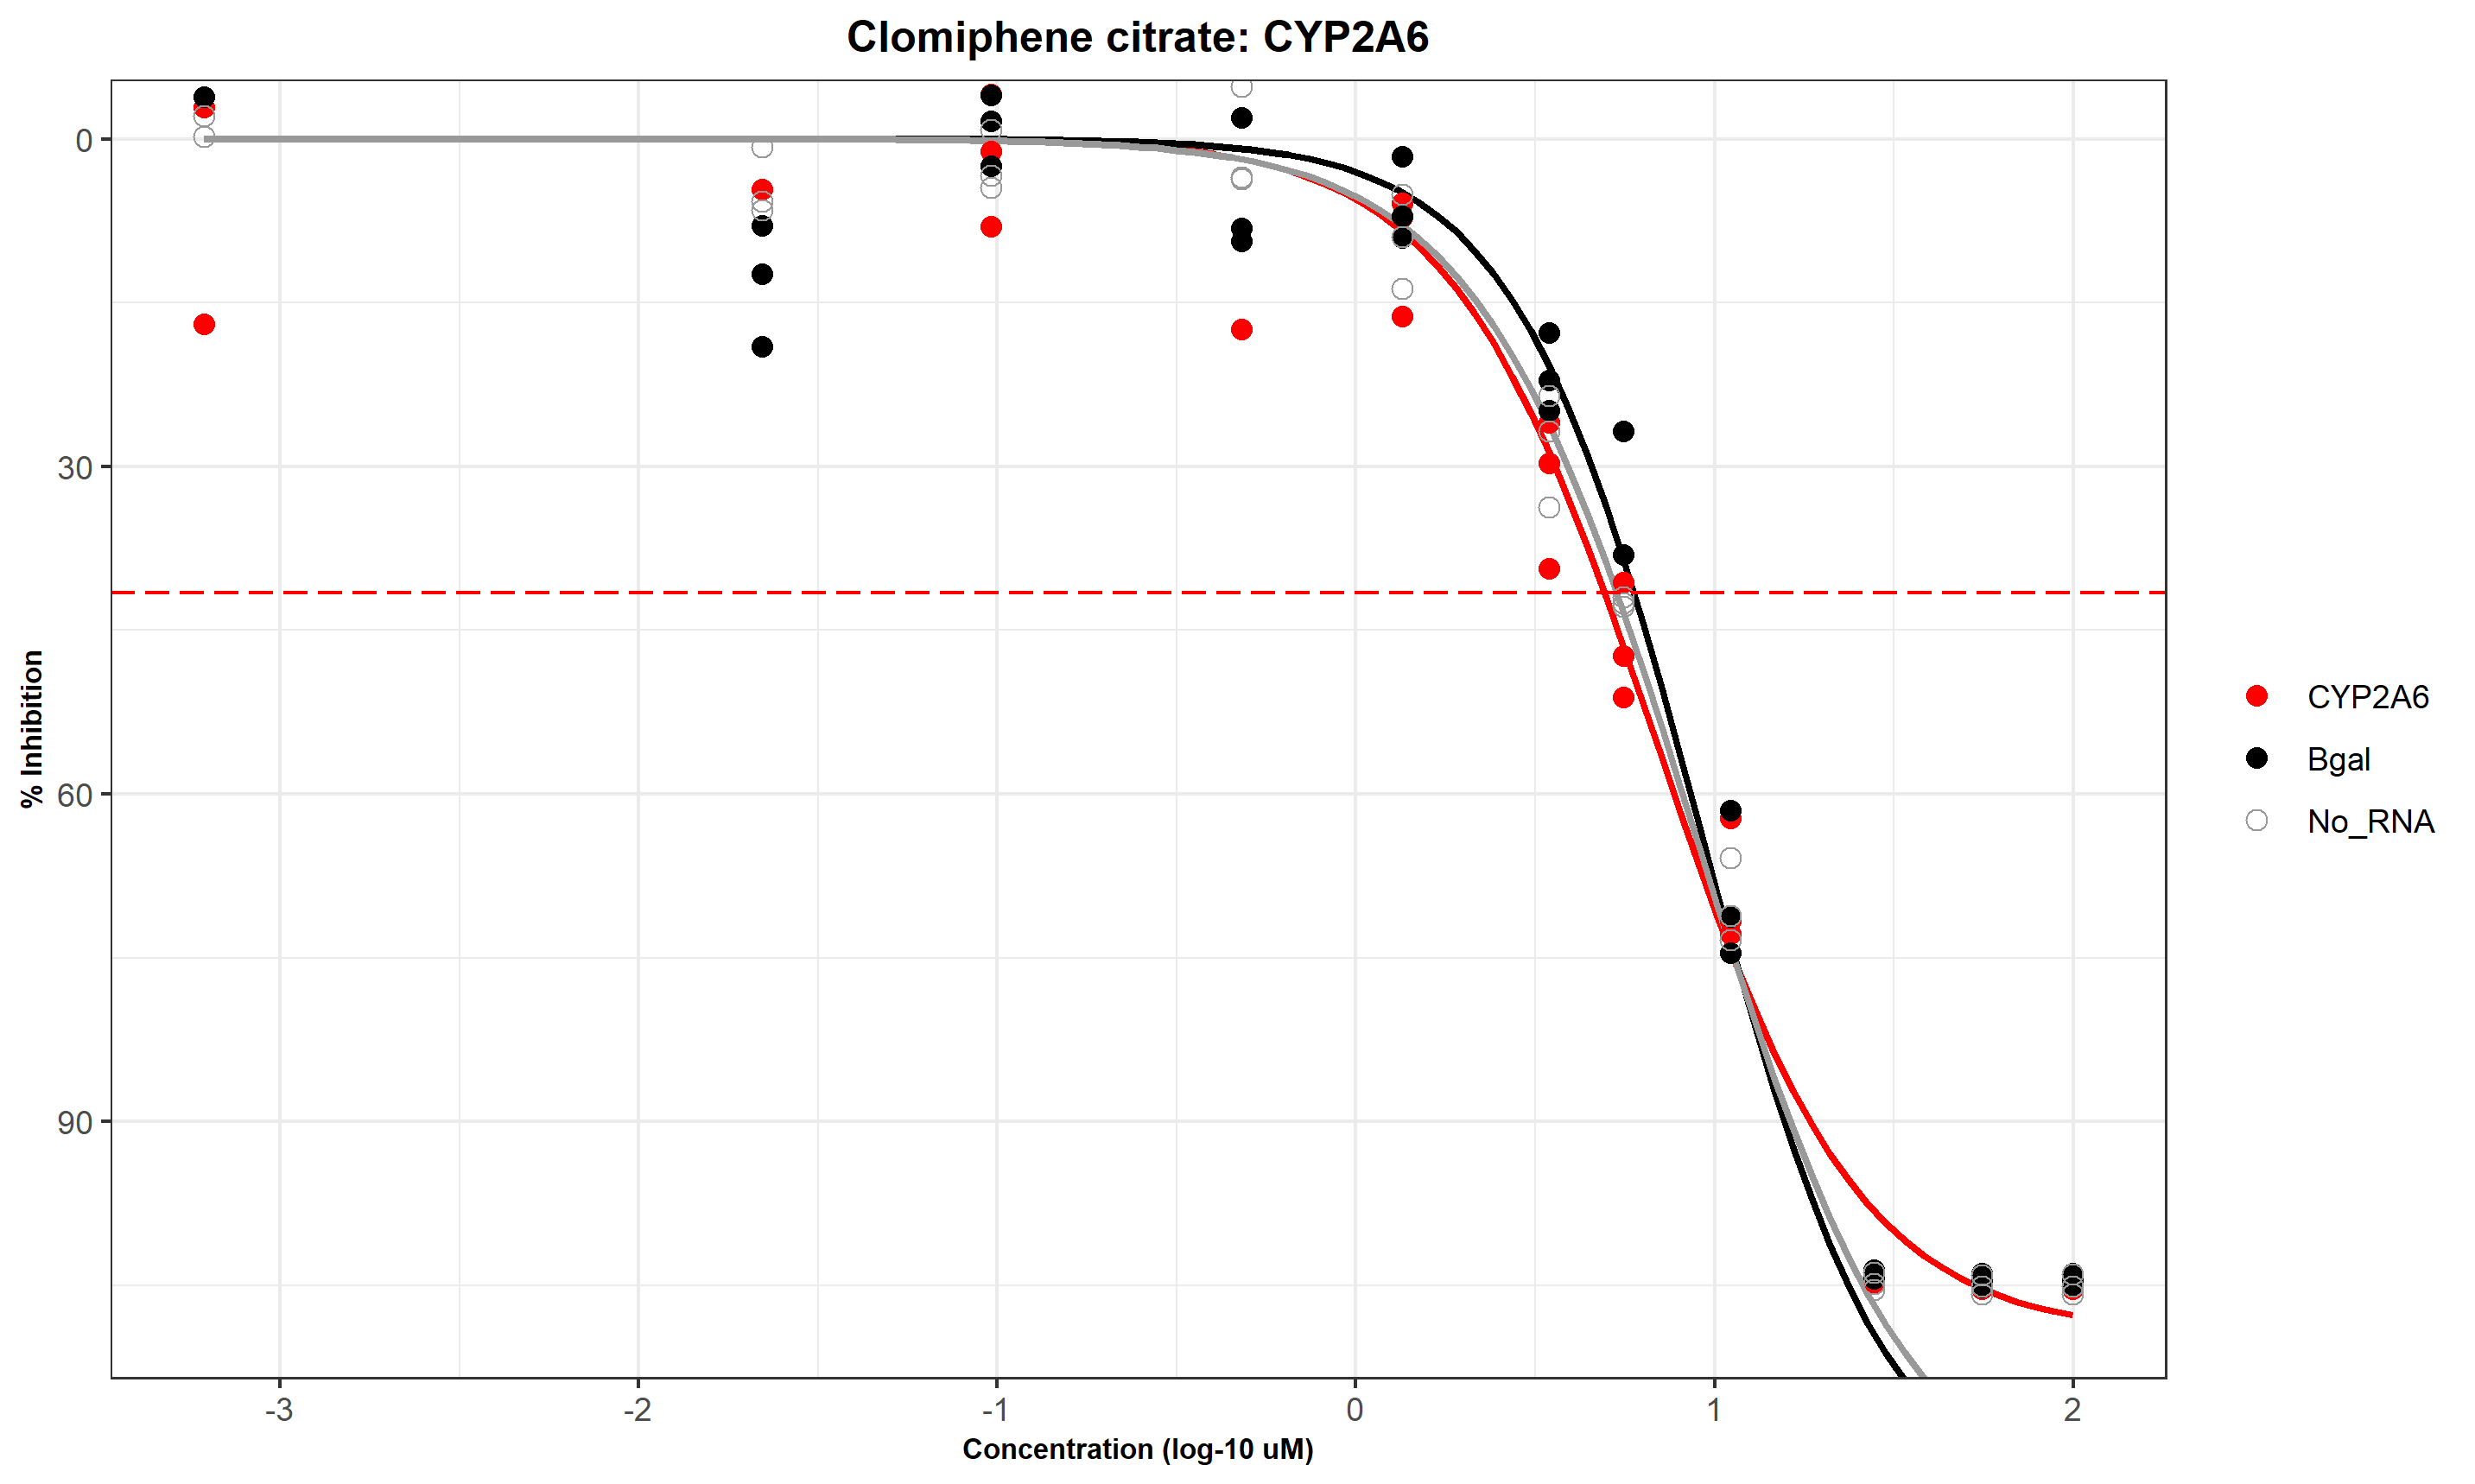 Clomiphene citrate: CYP2A6
% Inhibition
0
30
60
90
-3
-2
-1
0
1
2
Concentration (log-10 uM)
CYP2A6
Bgal
No_RNA